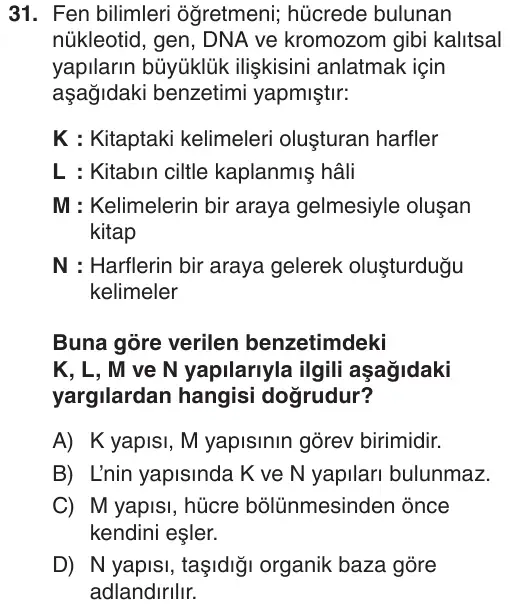 31. Fen bilimleri öğretmeni; hücrede bulunan
nükleotid, gen, DNA ve kromozom gibi kalıtsal
yapıların büyüklük ilişkisini anlatmak için
aşağıdaki benzetimi yapmıştır:
K : Kitaptaki kelimeleri oluşturan harfler
L : Kitabın ciltle kaplanmış hâli
M : Kelimelerin bir araya gelmesiyle oluşan
kitap
N : Harflerin bir araya gelerek oluşturduğu
kelimeler
Buna göre verilen benzetimdeki
K, L, M ve N yapılarıyla ilgili aşağıdaki
yargılardan hangisi doğrudur?
A) K yapısı, M yapısının görev birimidir.
B) L’nin yapısında K ve N yapıları bulunmaz.
C) M yapısı, hücre bölünmesinden önce
kendini eşler.
D) N yapısı, taşıdığı organik baza göre
adlandırılır.